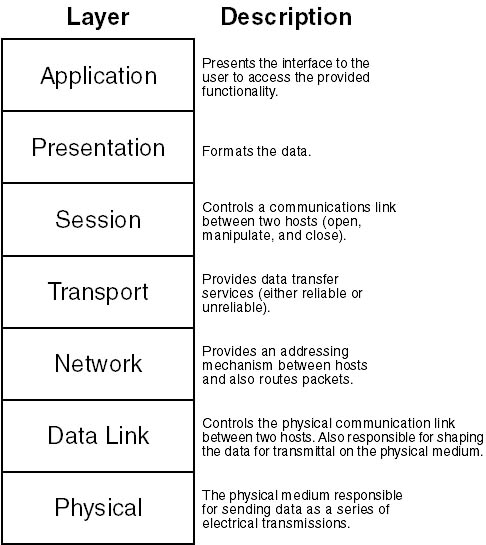 Layer Description
Application
Presents the interface to the
user to access the provided
functionality.
Presentation
Formats the data.
Session
Controls a communications link
between two hosts (open,
manipulate, and close).
Transport
Provides data transfer
services (either reliable or
unreliable).
Network
Provides an addressing
mechanism between hosts
and also routes packets.
Data Link
Controls the physical communication link
between two hosts. Also responsible for shaping
the data for transmittal on the physical medium.
Physical
The physical medium responsible
for sending data as a series of
electrical transmissions.